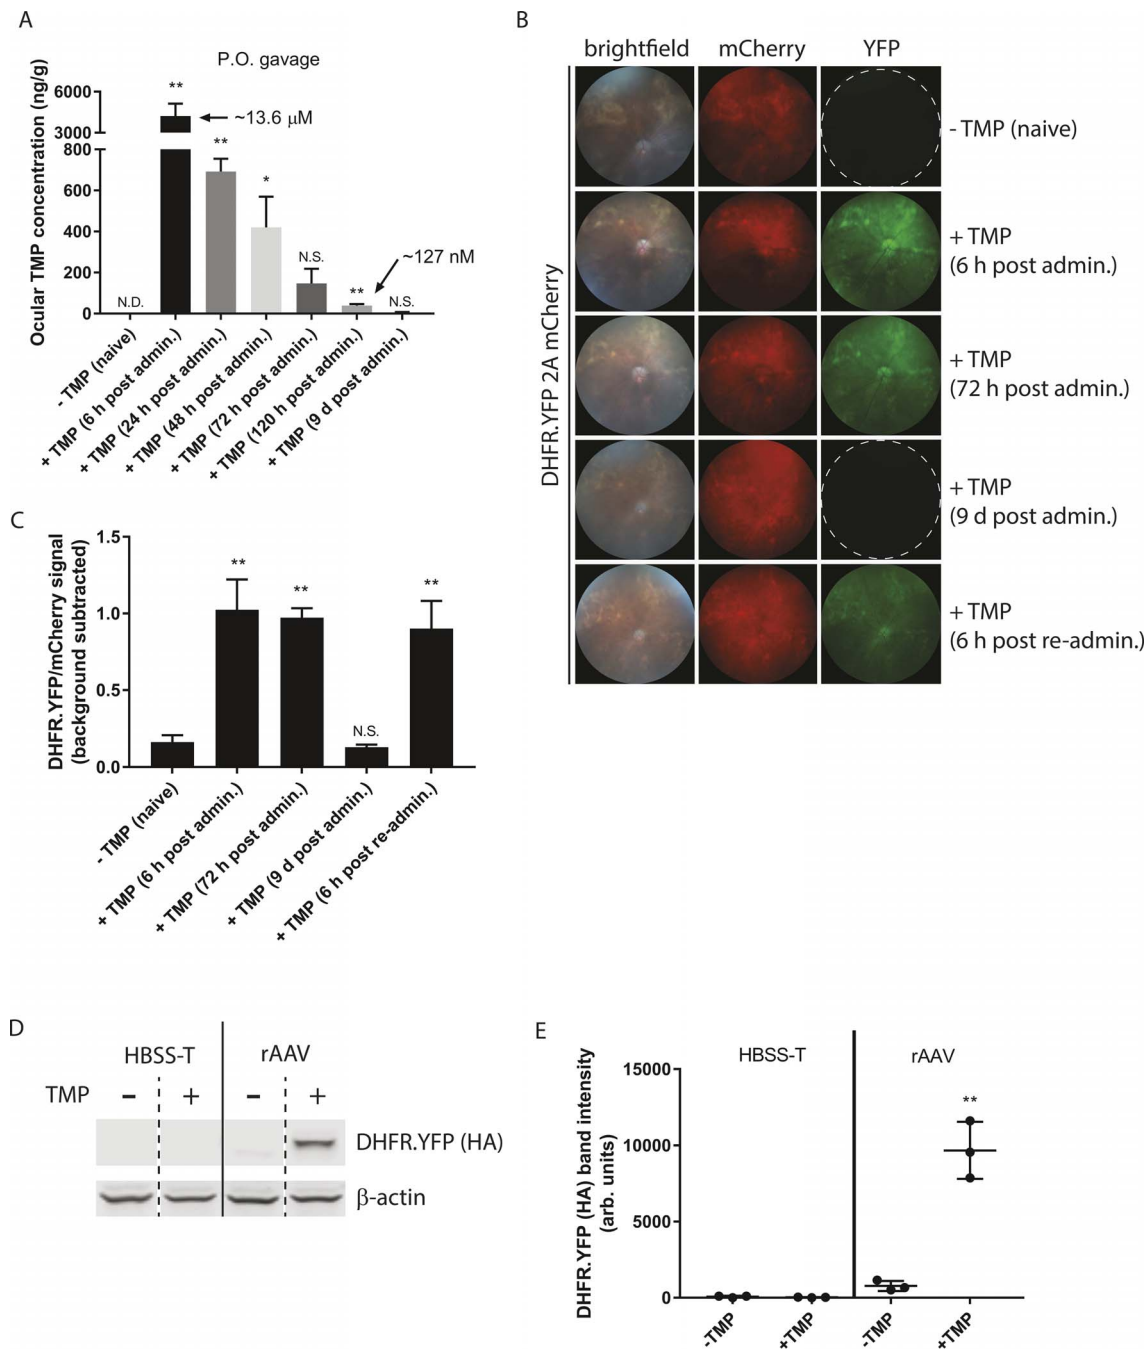 A
P.O. gavage
Ocular TMP concentration (ng/g)
6000
3000
800
600
400
200
0
**
~13.6 μM
**
*
N.S.
**
~127 nM
N.D.
N.S.
- TMP (naive)
+ TMP (6 h post admin.)
+ TMP (24 h post admin.)
+ TMP (48 h post admin.)
+ TMP (72 h post admin.)
+ TMP (120 h post admin.)
+ TMP (9 d post admin.)
B
brightfield mCherry YFP
DHFR.YFP 2A mCherry
- TMP (naive)
+ TMP
(6 h post admin.)
+ TMP
(72 h post admin.)
+ TMP
(9 d post admin.)
+ TMP
(6 h post re-admin.)
C
DHFR.YFP/mCherry signal
(background subtracted)
1.5
1.0
0.5
0.0
**
**
N.S.
**
- TMP (naive)
+ TMP (6 h post admin.)
+ TMP (72 h post admin.)
+ TMP (9 d post admin.)
+ TMP (6 h post re-admin.)
D
HBSS-T rAAV
TMP - + - +
DHFR.YFP (HA)
β-actin
E
HBSS-T rAAV
DHFR.YFP (HA) band intensity
(arb. units)
15000
10000
5000
0
**
-TMP
+TMP
-TMP
+TMP